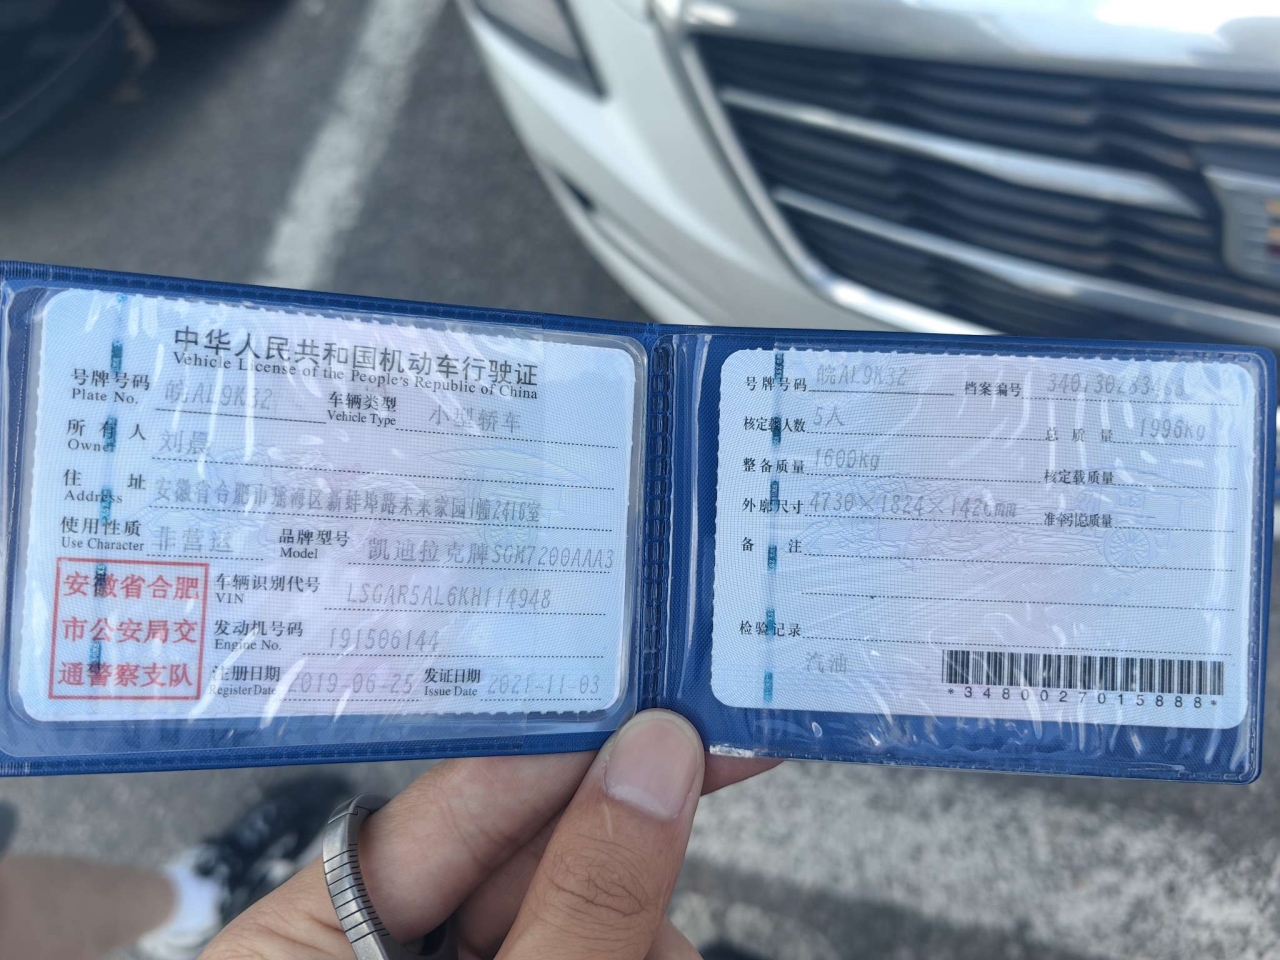 中华人民共和国机动车行驶证
Vehicle License of the People's Republic of China
号牌号码 皖AL9K32 车辆类型 小型轿车
Plate No. Vehicle Type
所有人 刘晨
Owner
住址 安徽省合肥市瑶海区新蚌埠路未来家园1幢2416室
Address
使用性质 非营运 品牌型号 凯迪拉克牌SGM7200AAA3
Use Character Model
安徽省合肥
市公安局交
通警察支队
车辆识别代号 LSGAR5AL6KH114948
VIN
发动机号码 191506144
Engine No.
注册日期 2019-06-25 发证日期 2021-11-03
Register Date Issue Date
号牌号码 皖AL9K32 档案编号
核定载人数 5人 总质量 1996kg
整备质量 1600kg 核定载质量
外廓尺寸 4730×1824×1426mm 准牵引总质量
备注
检验记录
汽油
*3480027015888*